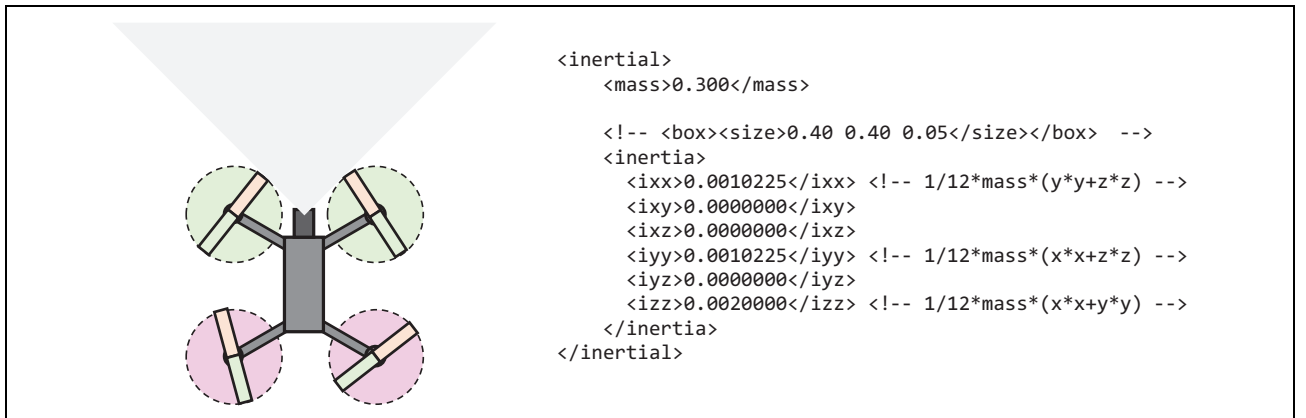 <inertial>
    <mass>0.300</mass>

    <!-- <box><size>0.40 0.40 0.05</size></box>  -->
    <inertia>
      <ixx>0.0010225</ixx> <!-- 1/12*mass*(y*y+z*z) -->
      <ixy>0.0000000</ixy>
      <ixz>0.0000000</ixz>
      <iyy>0.0010225</iyy> <!-- 1/12*mass*(x*x+z*z) -->
      <iyz>0.0000000</iyz>
      <izz>0.0020000</izz> <!-- 1/12*mass*(x*x+y*y) -->
    </inertia>
</inertial>